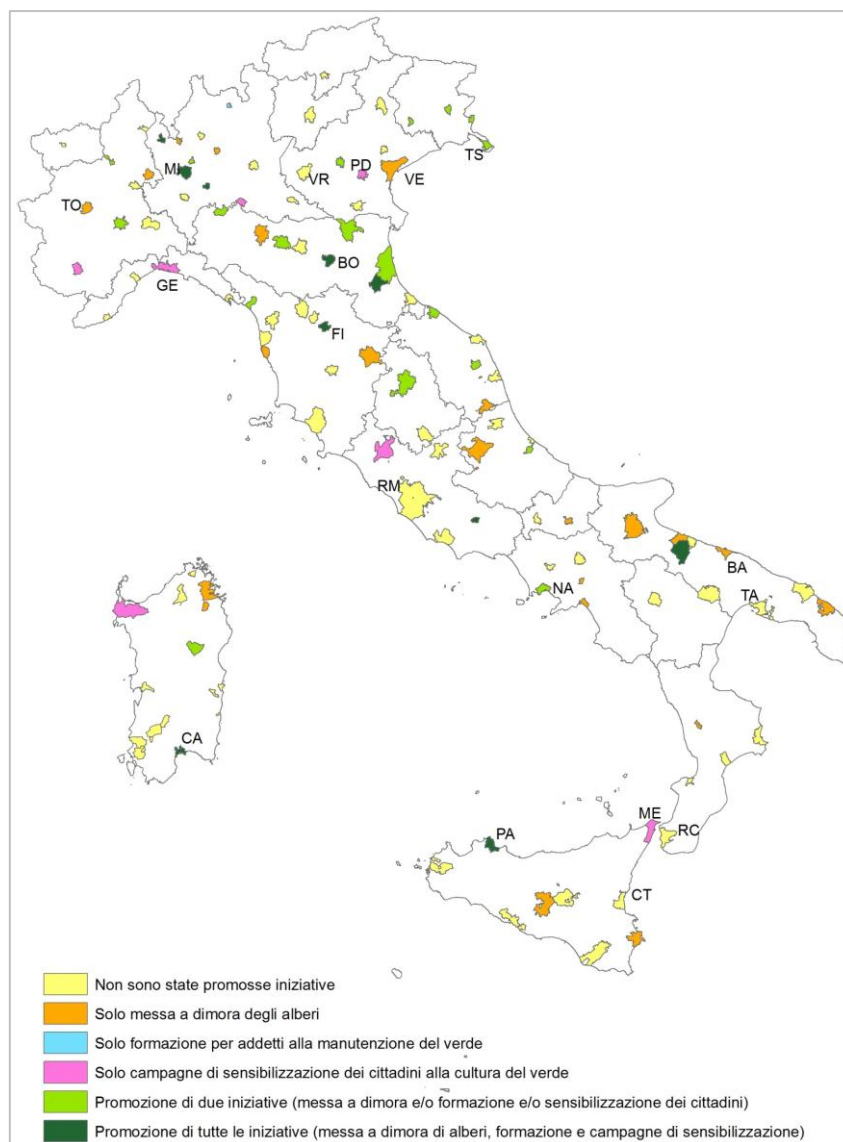 TS
PD
MI
VE
VR
TO
BO
GE
FI
RM
BA
NA
TA
CA
ME
PA
RC
CT
Non sono state promosse iniziative
Solo messa a dimora degli alberi
Solo formazione per addetti alla manutenzione del verde
Solo campagne di sensibilizzazione dei cittadini alla cultura del verde
Promozione di due iniziative (messa a dimora e/o formazione e/o sensibilizzazione dei cittadini)
Promozione di tutte le iniziative (messa a dimora di alberi, formazione e campagne di sensibilizzazione)